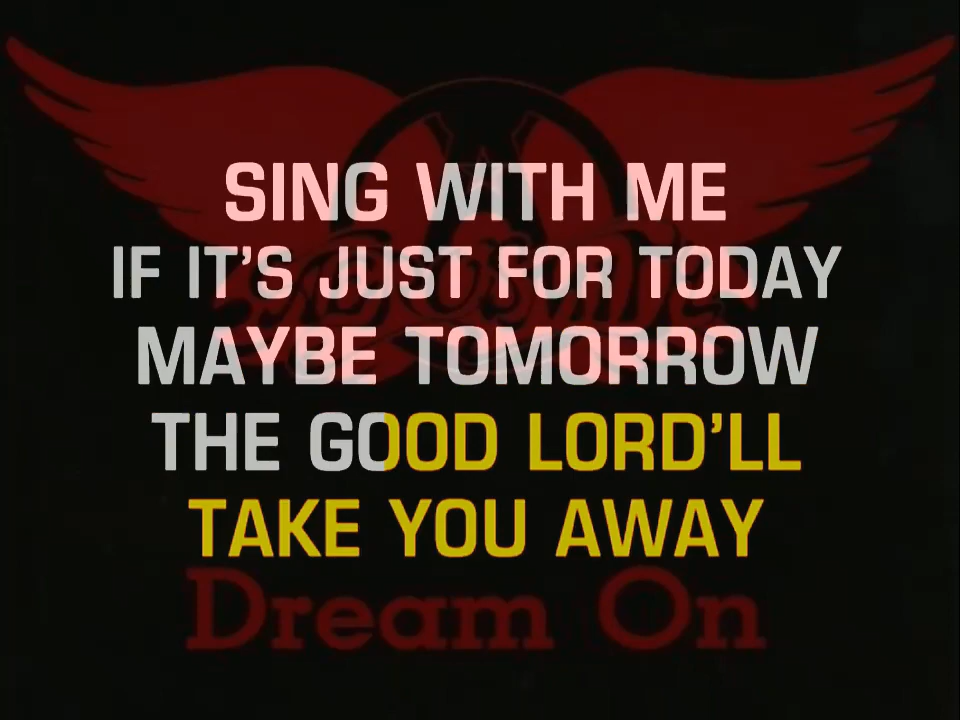 SING WITH ME
IF IT’S JUST FOR TODAY
MAYBE TOMORROW
THE GOOD LORD’LL
TAKE YOU AWAY
Dream On